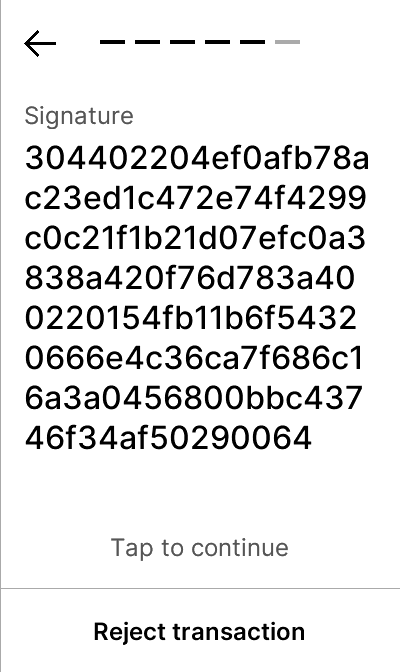 Signature
304402204ef0afb78a
c23ed1c472e74f4299
c0c21f1b21d07efc0a3
838a420f76d783a40
0220154fb11b6f5432
0666e4c36ca7f686c1
6a3a0456800bbc437
46f34af50290064
Tap to continue
Reject transaction